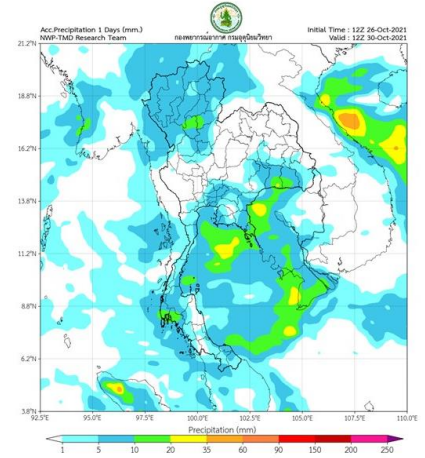 Acc.Precipitation 1 Days (mm.)
NWP-TMD Research Team
กองพยากรณ์อากาศ กรมอุตุนิยมวิทยา
Initial Time : 12Z 26-Oct-2021
Valid : 12Z 30-Oct-2021
21.2°N
18.8°N
16.2°N
13.8°N
11.2°N
8.8°N
6.2°N
3.8°N
92.5°E 95.0°E 97.5°E 100.0°E 102.5°E 105.0°E 107.5°E 110.0°E
Precipitation (mm)
1 5 10 20 35 60 90 150 200 250